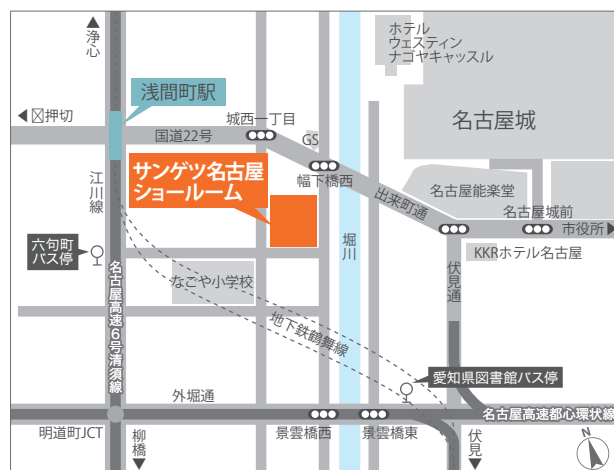 浄心
ホテル
ウェスティン
ナゴヤキャッスル
浅間町駅
押切
国道22号
城西一丁目
GS
名古屋城
サンゲツ名古屋
ショールーム
幅下橋西
出来町通
名古屋能楽堂
名古屋城前
市役所
江川線
六句町
バス停
堀川
KKRホテル名古屋
伏見通
なごや小学校
名古屋高速6号清須線
地下鉄鶴舞線
愛知県図書館バス停
外堀通
名古屋高速都心環状線
明道町JCT
柳橋
景雲橋西
景雲橋東
伏見
N